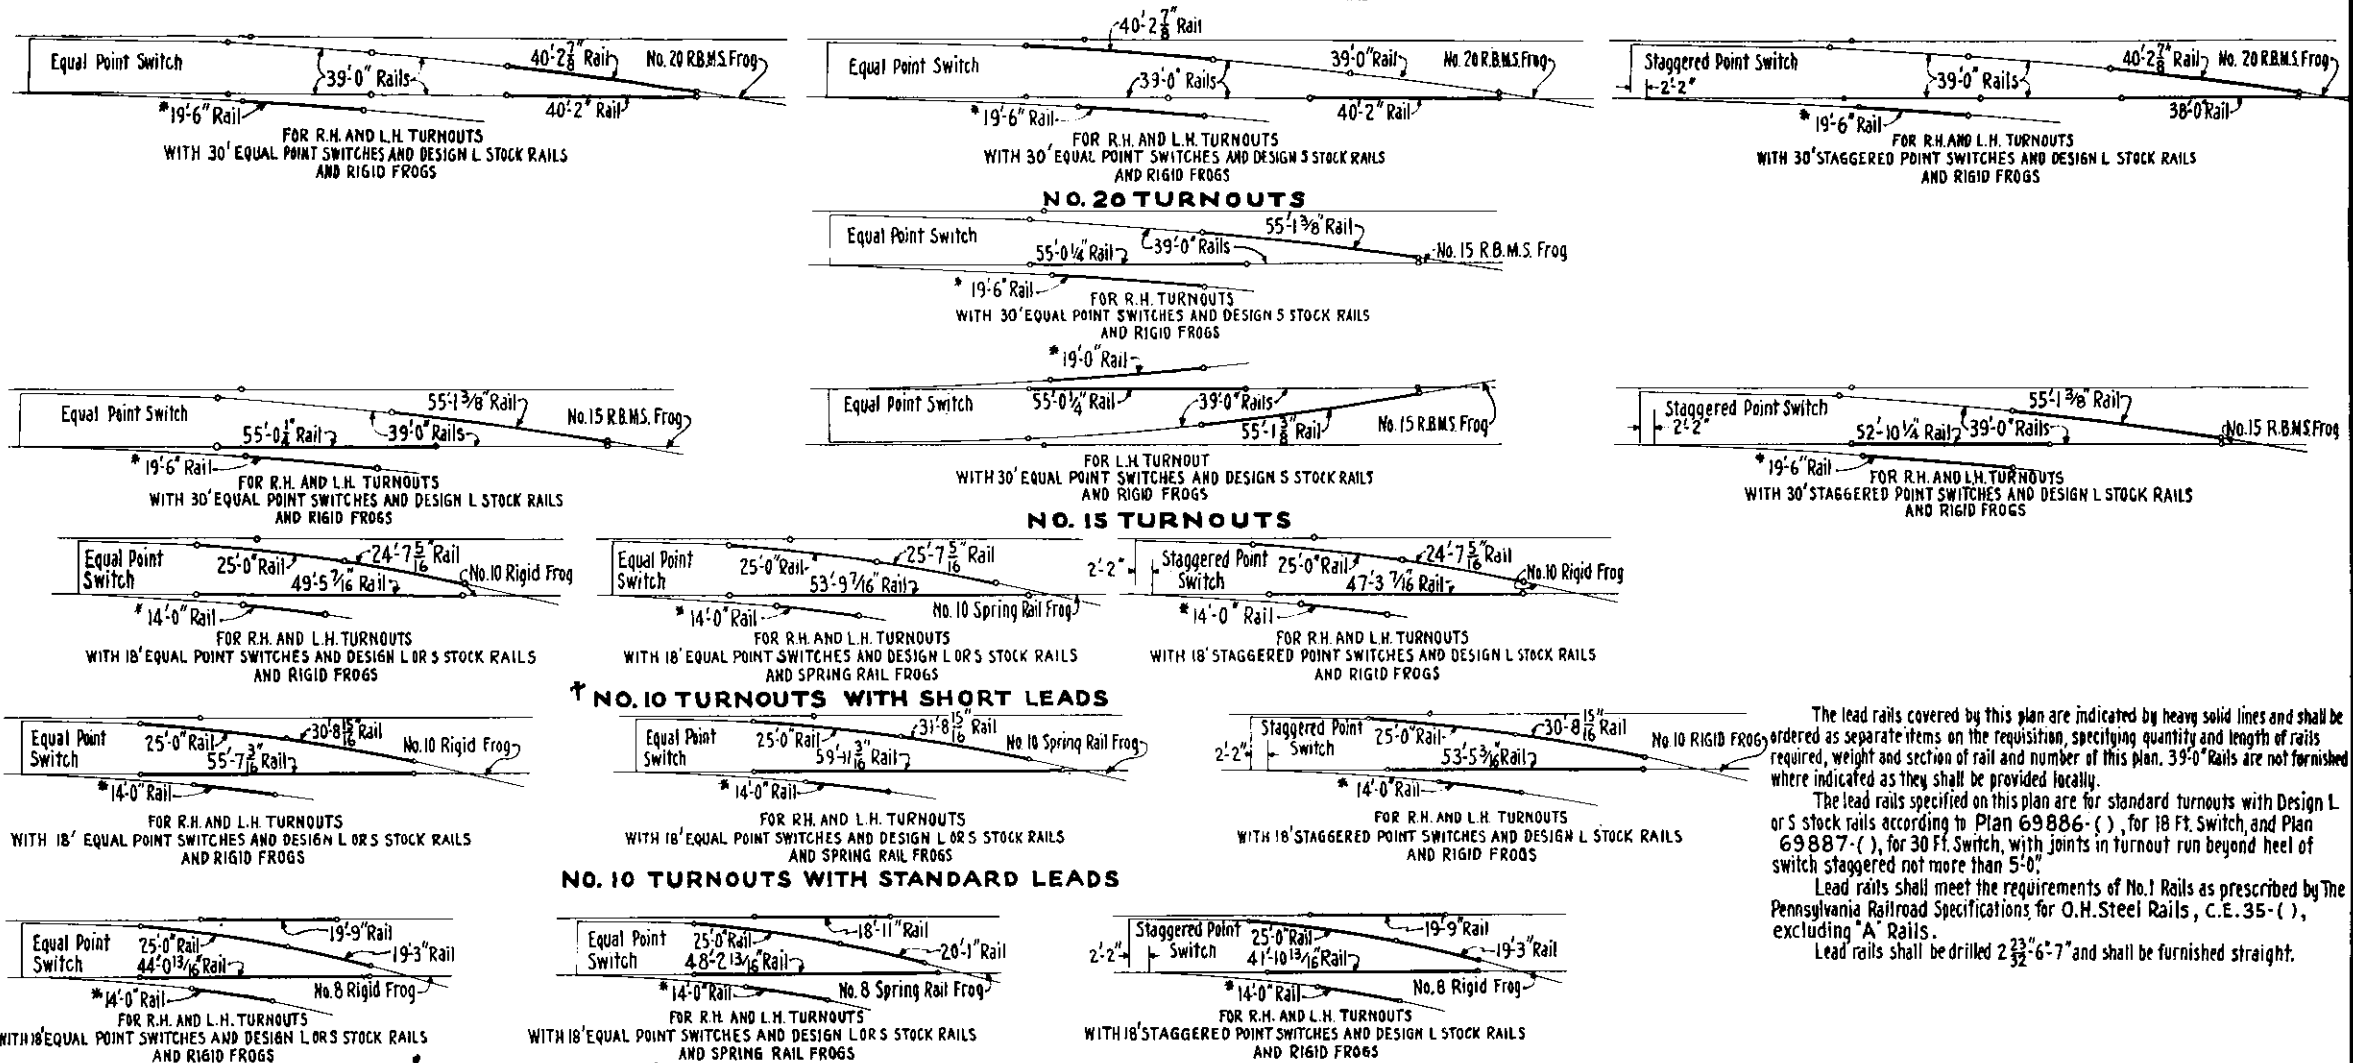 40'-2 7/8" Rail
Equal Point Switch
39'-0" Rails
40'-2 7/8" Rail
No. 20 R.B.M.S. Frog
*19'-6" Rail
40'-2" Rail
FOR R.H. AND L.H. TURNOUTS
WITH 30' EQUAL POINT SWITCHES AND DESIGN L STOCK RAILS
AND RIGID FROGS
Equal Point Switch
39'-0" Rails
39'-0" Rail
No. 20 R.B.M.S. Frog
*19'-6" Rail
40'-2" Rail
FOR R.H. AND L.H. TURNOUTS
WITH 30' EQUAL POINT SWITCHES AND DESIGN S STOCK RAILS
AND RIGID FROGS
Staggered Point Switch
2'-2"
39'-0" Rails
40'-2 7/8" Rail
No. 20 R.B.M.S. Frog
*19'-6" Rail
38'-0" Rail
FOR R.H. AND L.H. TURNOUTS
WITH 30' STAGGERED POINT SWITCHES AND DESIGN L STOCK RAILS
AND RIGID FROGS
NO. 20 TURNOUTS
Equal Point Switch
55'-1 3/8" Rail
55'-0 1/4" Rail
39'-0" Rails
No. 15 R.B.M.S. Frog
* 19'-6" Rail
FOR R.H. TURNOUTS
WITH 30' EQUAL POINT SWITCHES AND DESIGN S STOCK RAILS
AND RIGID FROGS
Equal Point Switch
55'-1 3/8" Rail
No. 15 R.B.M.S. Frog
55'-0 1/4" Rail
39'-0" Rails
* 19'-6" Rail
FOR R.H. AND L.H. TURNOUTS
WITH 30' EQUAL POINT SWITCHES AND DESIGN L STOCK RAILS
AND RIGID FROGS
*19'-0" Rail
Equal Point Switch
55'-0 1/4" Rail
39'-0" Rails
55'-1 3/8" Rail
No. 15 R.B.M.S. Frog
FOR L.H. TURNOUT
WITH 30' EQUAL POINT SWITCHES AND DESIGN S STOCK RAILS
AND RIGID FROGS
Staggered Point Switch
2'-2"
55'-1 3/8" Rail
52'-10 1/4" Rail
39'-0" Rails
No. 15 R.B.M.S. Frog
*19'-6" Rail
FOR R.H. AND L.H. TURNOUTS
WITH 30' STAGGERED POINT SWITCHES AND DESIGN L STOCK RAILS
AND RIGID FROGS
NO. 15 TURNOUTS
Equal Point
Switch
25'-0" Rail
24'-7 5/16" Rail
49'-5 7/16" Rail
No. 10 Rigid Frog
*14'-0" Rail
FOR R.H. AND L.H. TURNOUTS
WITH 18' EQUAL POINT SWITCHES AND DESIGN L OR S STOCK RAILS
AND RIGID FROGS
Equal Point
Switch
25'-0" Rail
25'-7 5/16" Rail
53'-9 7/16" Rail
No. 10 Spring Rail Frog
*14'-0" Rail
FOR R.H. AND L.H. TURNOUTS
WITH 18' EQUAL POINT SWITCHES AND DESIGN L OR S STOCK RAILS
AND SPRING RAIL FROGS
2'-2"
Staggered Point
Switch
25'-0" Rail
24'-7 5/16" Rail
47'-3 7/16" Rail
No. 10 Rigid Frog
*14'-0" Rail
FOR R.H. AND L.H. TURNOUTS
WITH 18' STAGGERED POINT SWITCHES AND DESIGN L STOCK RAILS
AND RIGID FROGS
† NO. 10 TURNOUTS WITH SHORT LEADS
Equal Point
Switch
25'-0" Rail
30'-8 15/16" Rail
55'-7 3/16" Rail
No. 10 Rigid Frog
*14'-0" Rail
FOR R.H. AND L.H. TURNOUTS
WITH 18' EQUAL POINT SWITCHES AND DESIGN L OR S STOCK RAILS
AND RIGID FROGS
Equal Point
Switch
25'-0" Rail
31'-8 15/16" Rail
59'-11 3/16" Rail
No. 10 Spring Rail Frog
*14'-0" Rail
FOR R.H. AND L.H. TURNOUTS
WITH 18' EQUAL POINT SWITCHES AND DESIGN L OR S STOCK RAILS
AND SPRING RAIL FROGS
2'-2"
Staggered Point
Switch
25'-0" Rail
30'-8 15/16" Rail
53'-5 3/16" Rail
No. 10 RIGID FROG
*14'-0" Rail
FOR R.H. AND L.H. TURNOUTS
WITH 18' STAGGERED POINT SWITCHES AND DESIGN L STOCK RAILS
AND RIGID FROGS
NO. 10 TURNOUTS WITH STANDARD LEADS
Equal Point
Switch
25'-0" Rail
19'-9" Rail
44'-0 13/16" Rail
19'-3" Rail
No. 8 Rigid Frog
*14'-0" Rail
FOR R.H. AND L.H. TURNOUTS
WITH 18' EQUAL POINT SWITCHES AND DESIGN L OR S STOCK RAILS
AND RIGID FROGS
Equal Point
Switch
25'-0" Rail
18'-11" Rail
48'-2 13/16" Rail
20'-1" Rail
No. 8 Spring Rail Frog
*14'-0" Rail
FOR R.H. AND L.H. TURNOUTS
WITH 18' EQUAL POINT SWITCHES AND DESIGN L OR S STOCK RAILS
AND SPRING RAIL FROGS
2'-2"
Staggered Point
Switch
25'-0" Rail
19'-9" Rail
41'-10 13/16" Rail
19'-3" Rail
No. 8 Rigid Frog
*14'-0" Rail
FOR R.H. AND L.H. TURNOUTS
WITH 18' STAGGERED POINT SWITCHES AND DESIGN L STOCK RAILS
AND RIGID FROGS
The lead rails covered by this plan are indicated by heavy solid lines and shall be
ordered as separate items on the requisition, specifying quantity and length of rails
required, weight and section of rail and number of this plan. 39'-0" Rails are not furnished
where indicated as they shall be provided locally.
The lead rails specified on this plan are for standard turnouts with Design L
or S stock rails according to Plan 69886-( ), for 18 Ft. Switch, and Plan
69887-( ), for 30 Ft. Switch, with joints in turnout run beyond heel of
switch staggered not more than 5'-0".
Lead rails shall meet the requirements of No. 1 Rails as prescribed by The
Pennsylvania Railroad Specifications for O.H. Steel Rails, C.E. 35-( ),
excluding "A" Rails.
Lead rails shall be drilled 2 23/32"-6"-7" and shall be furnished straight.